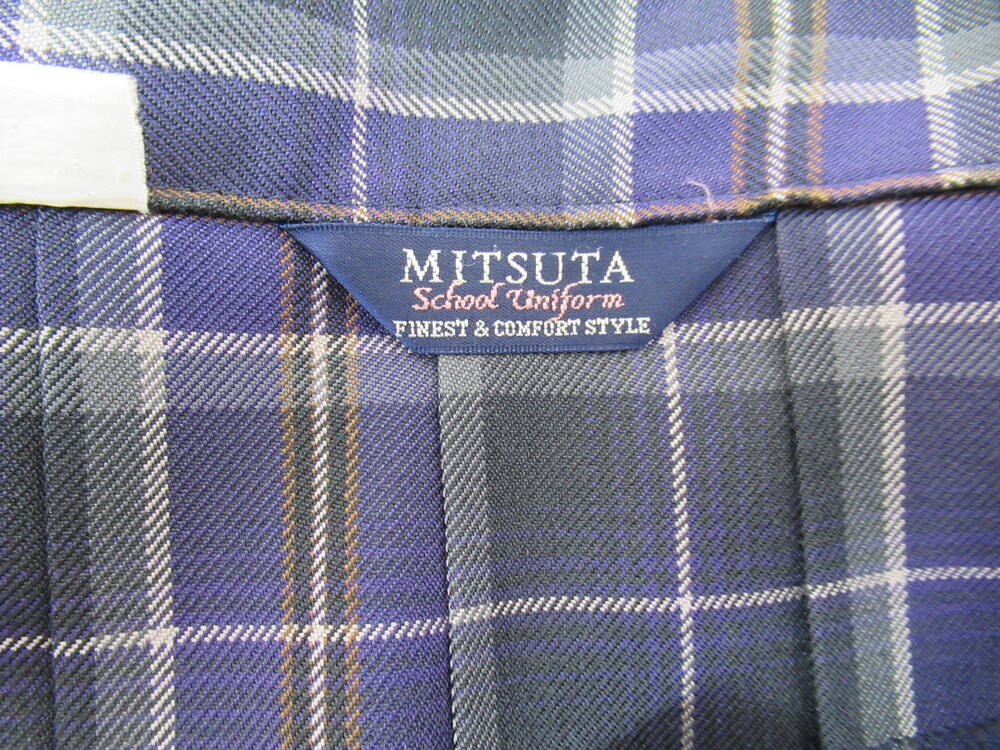 MITSUTA
School Uniform
FINEST & COMFORT STYLE